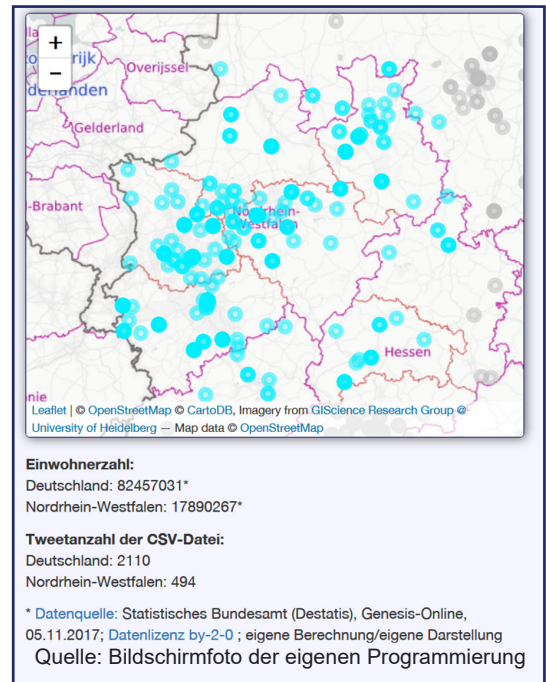 +
−
rijk
Overijssel
Gelderland
-Brabant
Nordrhein-
Westfalen
Hessen
Leaflet | © OpenStreetMap © CartoDB, Imagery from GIScience Research Group @
University of Heidelberg — Map data © OpenStreetMap
Einwohnerzahl:
Deutschland: 82457031*
Nordrhein-Westfalen: 17890267*
Tweetanzahl der CSV-Datei:
Deutschland: 2110
Nordrhein-Westfalen: 494
* Datenquelle: Statistisches Bundesamt (Destatis), Genesis-Online,
05.11.2017; Datenlizenz by-2-0 ; eigene Berechnung/eigene Darstellung
Quelle: Bildschirmfoto der eigenen Programmierung